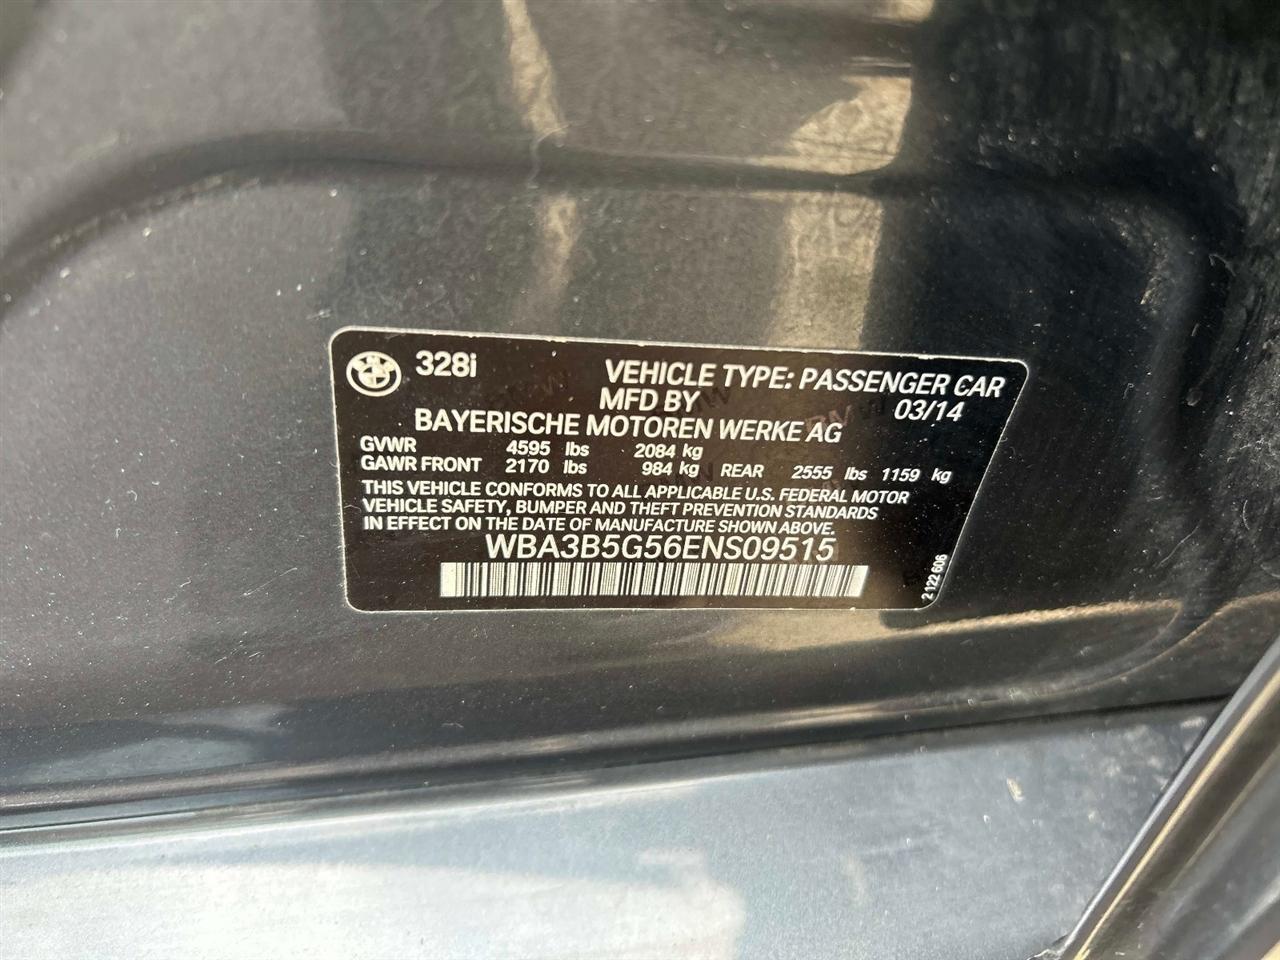 328i VEHICLE TYPE: PASSENGER CAR
MFD BY 03/14
BAYERISCHE MOTOREN WERKE AG
GVWR 4595 lbs 2084 kg
GAWR FRONT 2170 lbs 984 kg REAR 2555 lbs 1159 kg
THIS VEHICLE CONFORMS TO ALL APPLICABLE U.S. FEDERAL MOTOR
VEHICLE SAFETY, BUMPER AND THEFT PREVENTION STANDARDS
IN EFFECT ON THE DATE OF MANUFACTURE SHOWN ABOVE.
WBA3B5G56ENS09515
2 122 606